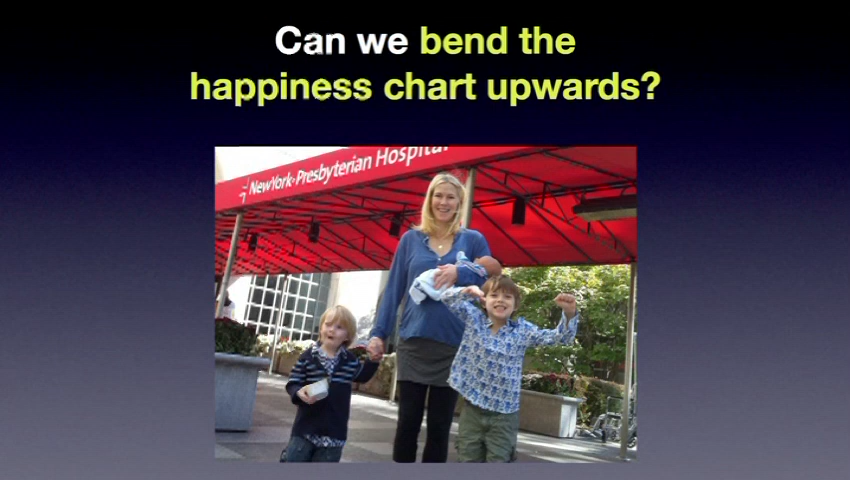 Can we bend the
happiness chart upwards?
NewYork-Presbyterian Hospital